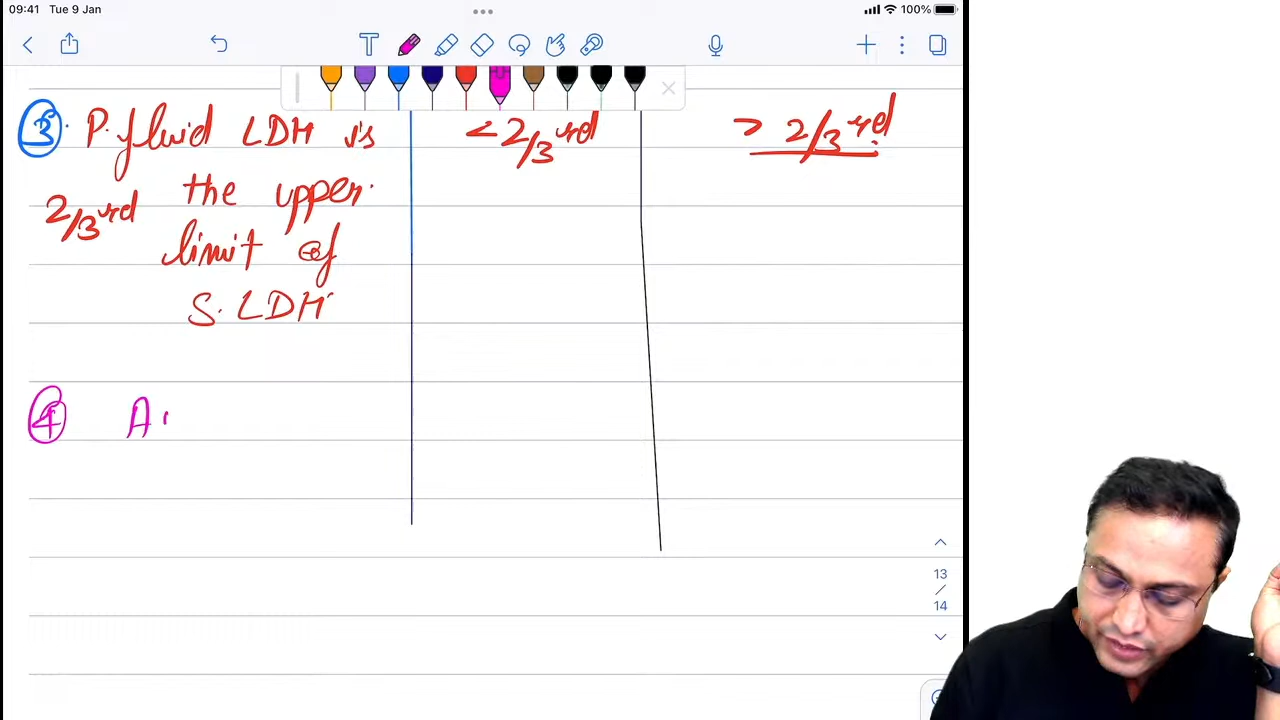 09:41 Tue 9 Jan
100%
T
3. P. fluid LDH is < 2/3rd > 2/3rd
2/3rd the upper
limit of
S. LDH
4 A
13
/
14